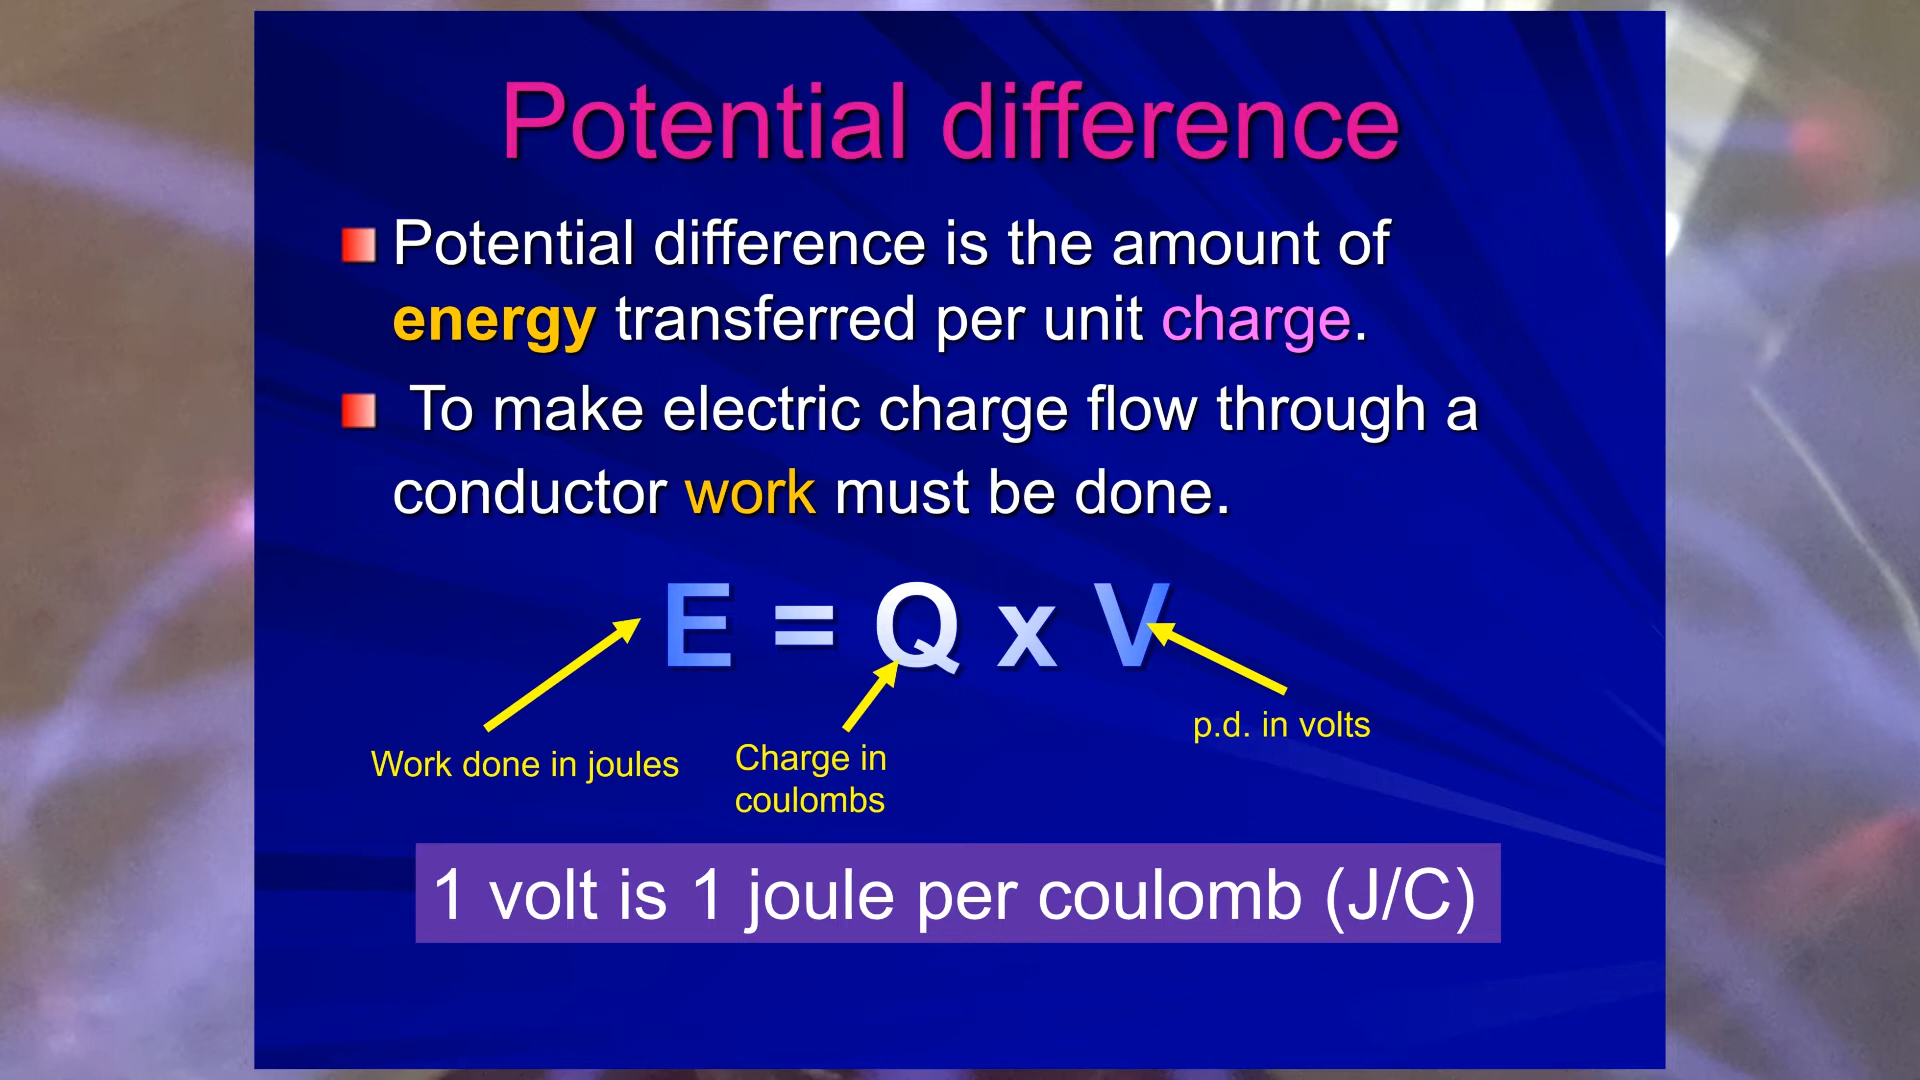 Potential difference
Potential difference is the amount of
energy transferred per unit charge.
To make electric charge flow through a
conductor work must be done.
E = Q x V
Work done in joules
Charge in
coulombs
p.d. in volts
1 volt is 1 joule per coulomb (J/C)